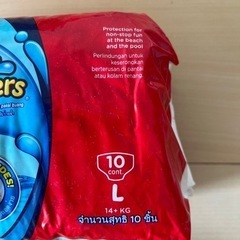 ers
Protection for
non-stop fun
at the beach
and the pool
Perlindungan untuk
keseronokan
berterusan di pantai
atau kolam renang
10
cont
L
14+ KG
จำนวนสุทธิ 10 ชิ้น